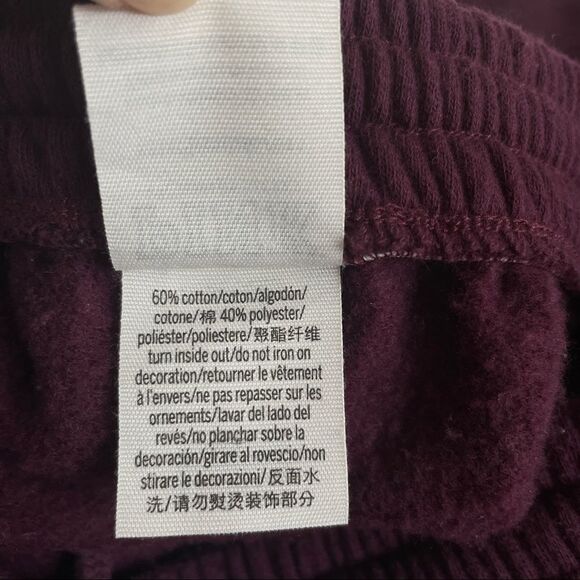 60% cotton/coton/algodón/
cotone/棉 40% polyester/
poliéster/poliestere/聚酯纤维
turn inside out/do not iron on
decoration/retourner le vêtement
à l'envers/ne pas repasser sur les
ornements/lavar del lado del
revés/no planchar sobre la
decoración/girare al rovescio/non
stirare le decorazioni/反面水
洗/请勿熨烫装饰部分